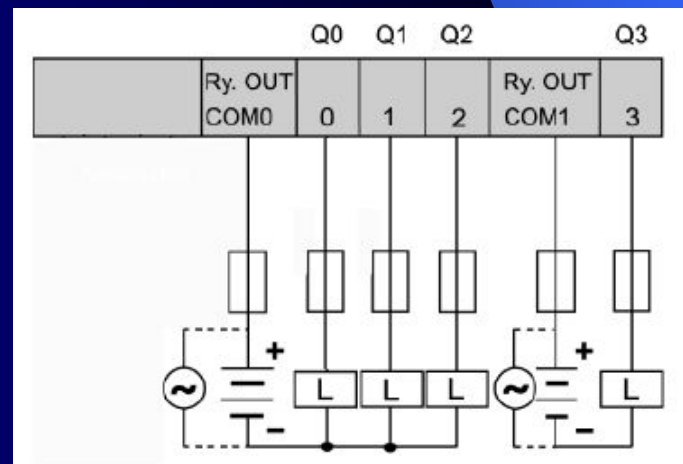 Q0 Q1 Q2 Q3
Ry. OUT Ry. OUT
COM0 0 1 2 COM1 3
+ +
~ L L L ~ L
- -